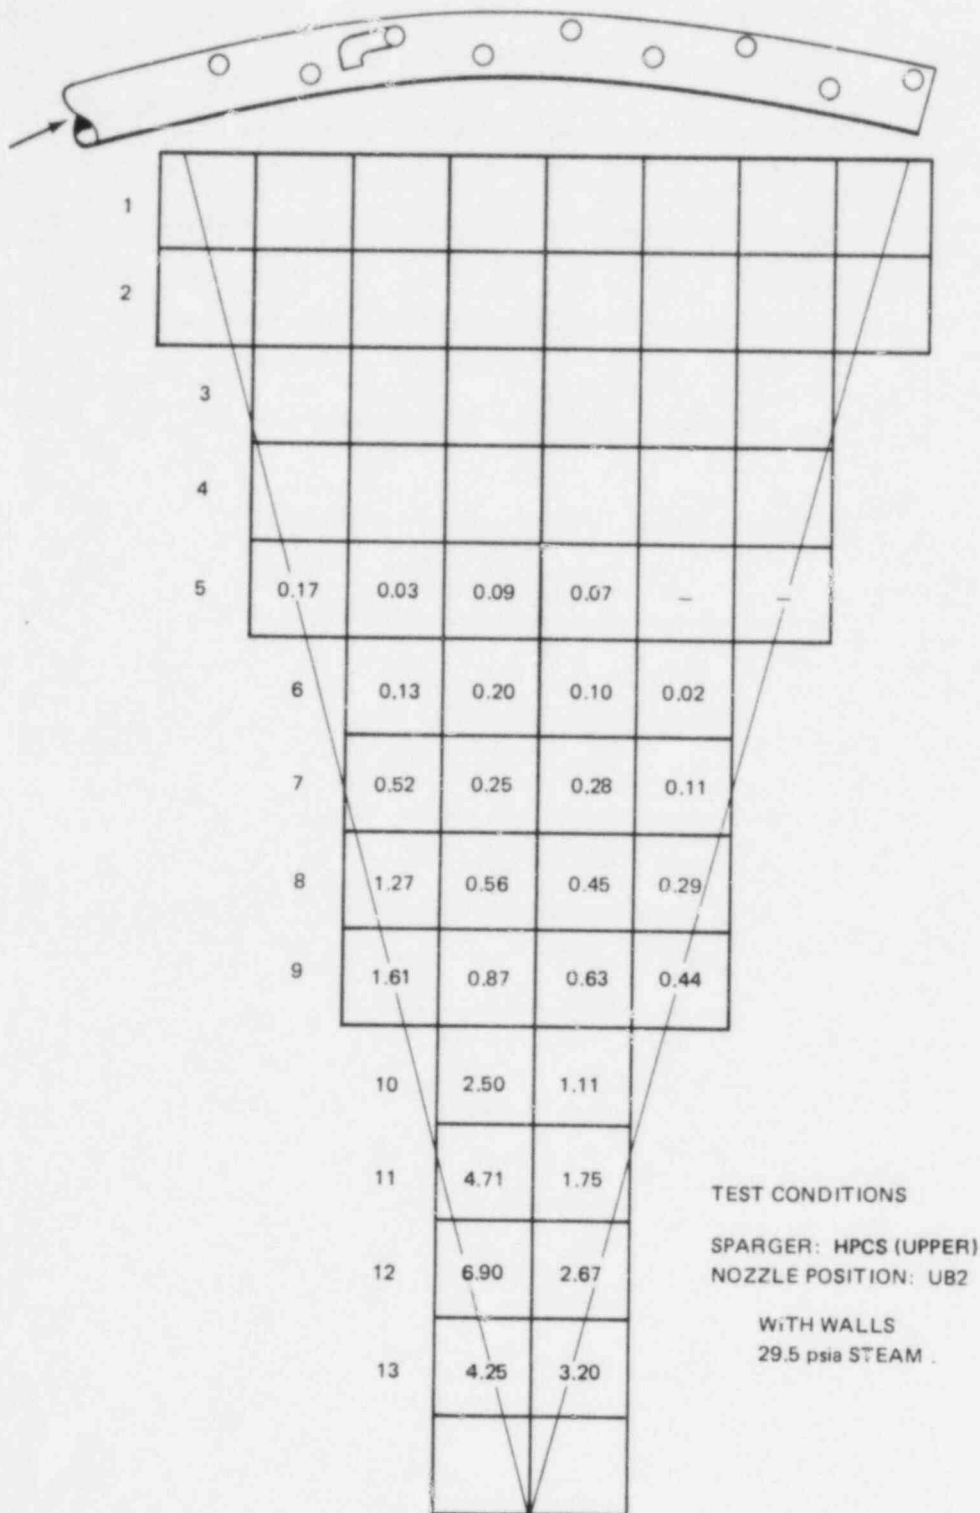 1
2
3
4
5 0.17 0.03 0.09 0.07 — —
6 0.13 0.20 0.10 0.02
7 0.52 0.25 0.28 0.11
8 1.27 0.56 0.45 0.29
9 1.61 0.87 0.63 0.44
10 2.50 1.11
11 4.71 1.75
12 6.90 2.67
13 4.25 3.20
TEST CONDITIONS
SPARGER: HPCS (UPPER)
NOZZLE POSITION: UB2
WITH WALLS
29.5 psia STEAM